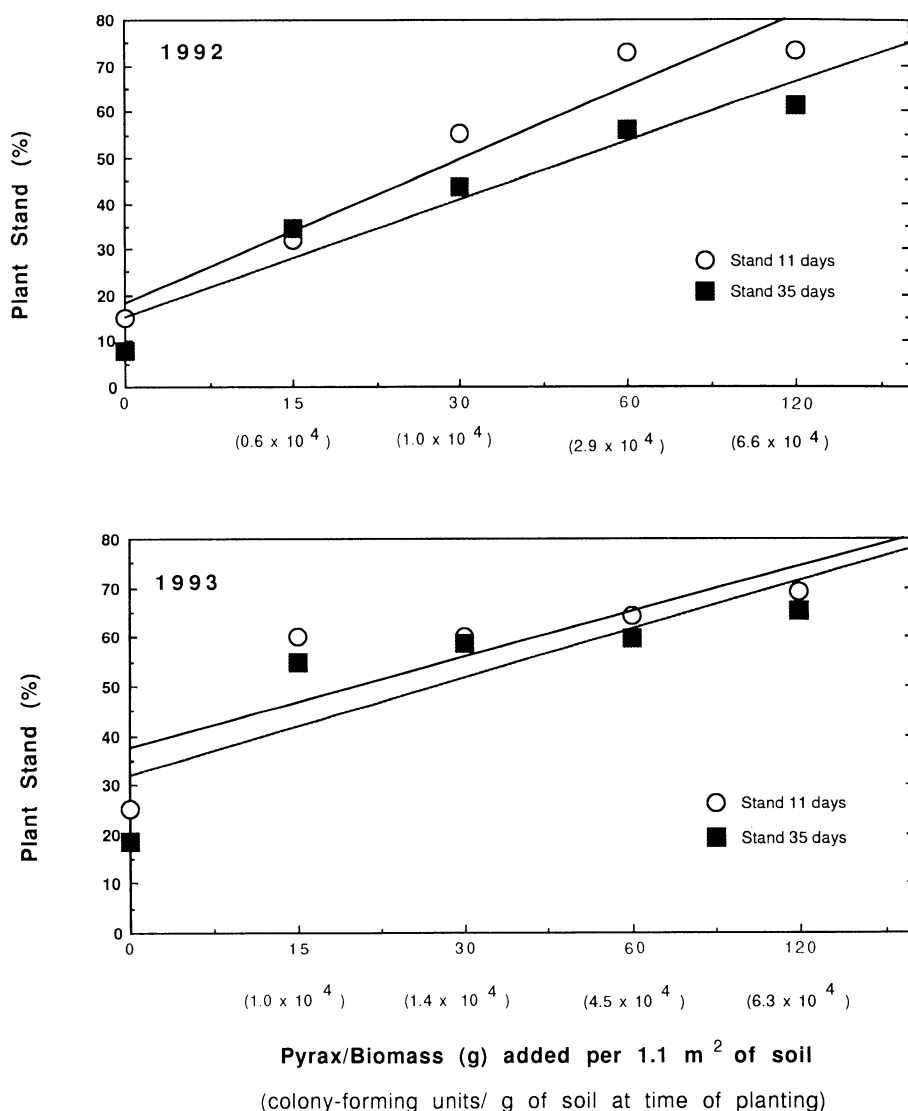 80
1992
70
60
50
40
30
20
10
0
Plant Stand (%)
Stand 11 days
Stand 35 days
0 15 30 60 120
(0.6 x 10 4 ) (1.0 x 10 4 ) (2.9 x 10 4 ) (6.6 x 10 4 )
80
1993
70
60
50
40
30
20
10
0
Plant Stand (%)
Stand 11 days
Stand 35 days
0 15 30 60 120
(1.0 x 10 4 ) (1.4 x 10 4 ) (4.5 x 10 4 ) (6.3 x 10 4 )
Pyrax/Biomass (g) added per 1.1 m 2 of soil
(colony-forming units/ g of soil at time of planting)